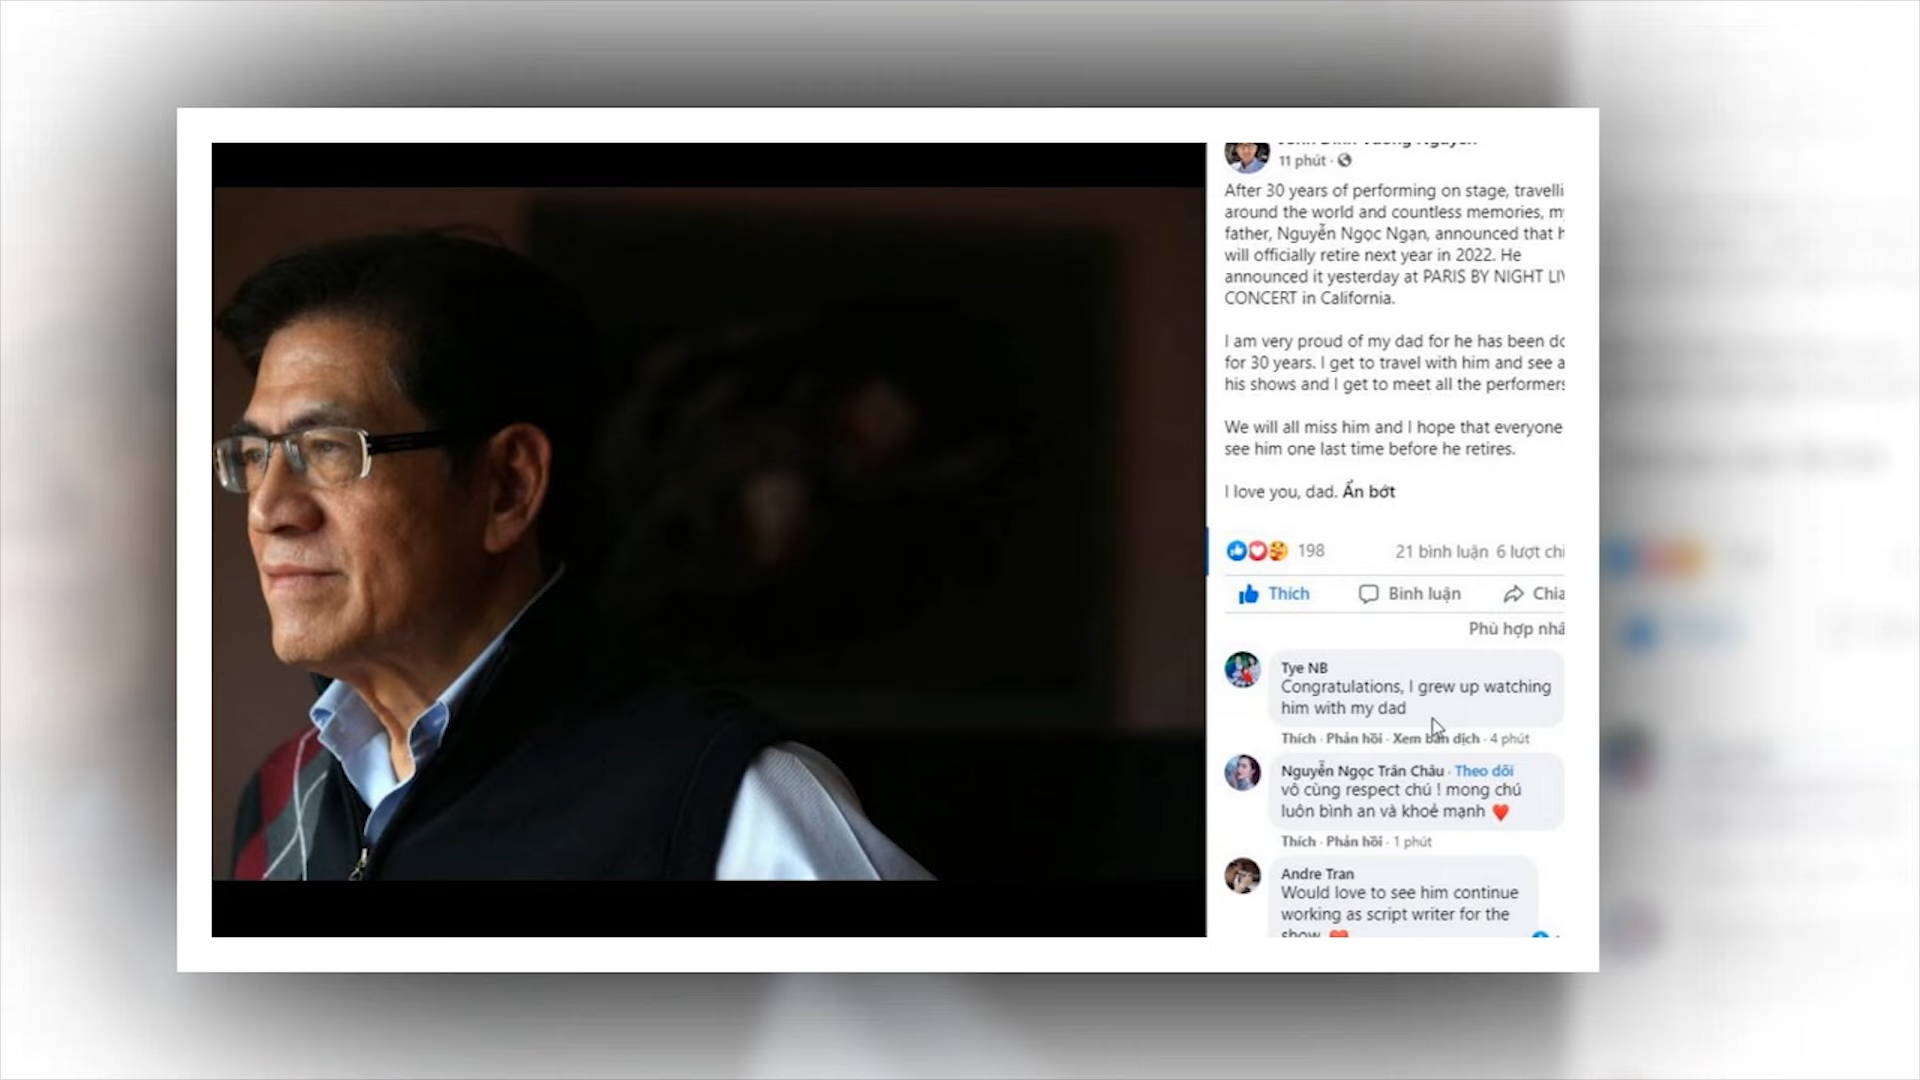 11 phút
After 30 years of performing on stage, travelli
around the world and countless memories, my
father, Nguyễn Ngọc Ngạn, announced that h
will officially retire next year in 2022. He
announced it yesterday at PARIS BY NIGHT LIV
CONCERT in California.
I am very proud of my dad for he has been do
for 30 years. I get to travel with him and see a
his shows and I get to meet all the performers
We will all miss him and I hope that everyone
see him one last time before he retires.
I love you, dad. Ẩn bớt
198 21 bình luận 6 lượt chi
Thích Bình luận Chia
Phù hợp nhấ
Tye NB
Congratulations, I grew up watching
him with my dad
Thích · Phản hồi · Xem bản dịch · 4 phút
Nguyễn Ngọc Trân Châu · Theo dõi
vô cùng respect chú ! mong chú
luôn bình an và khoẻ mạnh ❤️
Thích · Phản hồi · 1 phút
Andre Tran
Would love to see him continue
working as script writer for the
show ❤️